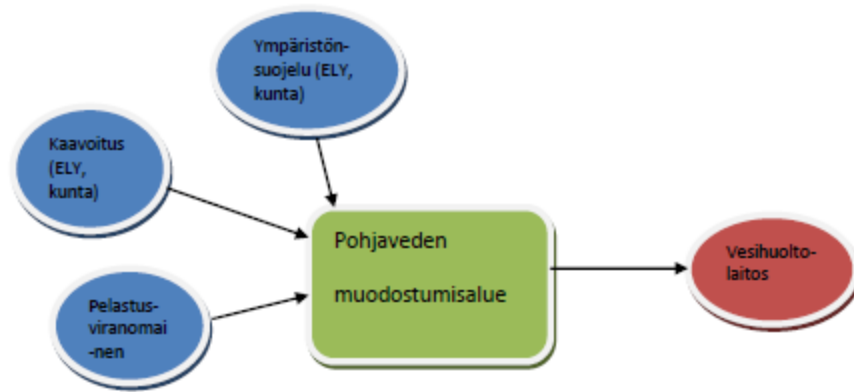 Ympäristön-
suojelu (ELY,
kunta)
Kaavoitus
(ELY,
kunta)
Pohjaveden
muodostumisalue
Vesihuolto-
laitos
Pelastus-
viranomai
-nen